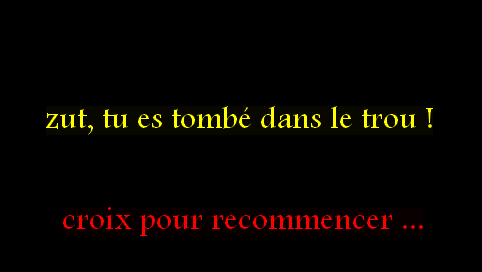 zut, tu es tombé dans le trou !
croix pour recommencer ...